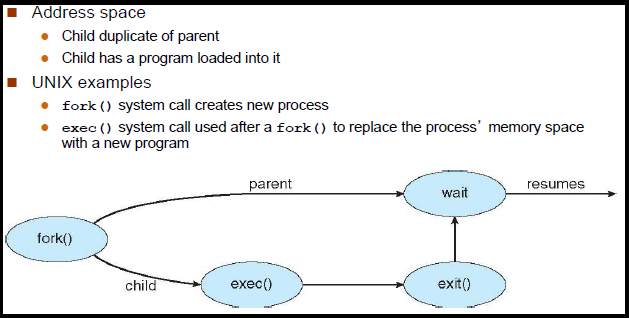 Address space
Child duplicate of parent
Child has a program loaded into it
UNIX examples
fork() system call creates new process
exec() system call used after a fork() to replace the process' memory space
with a new program
parent
wait
resumes
fork()
child
exec()
exit()